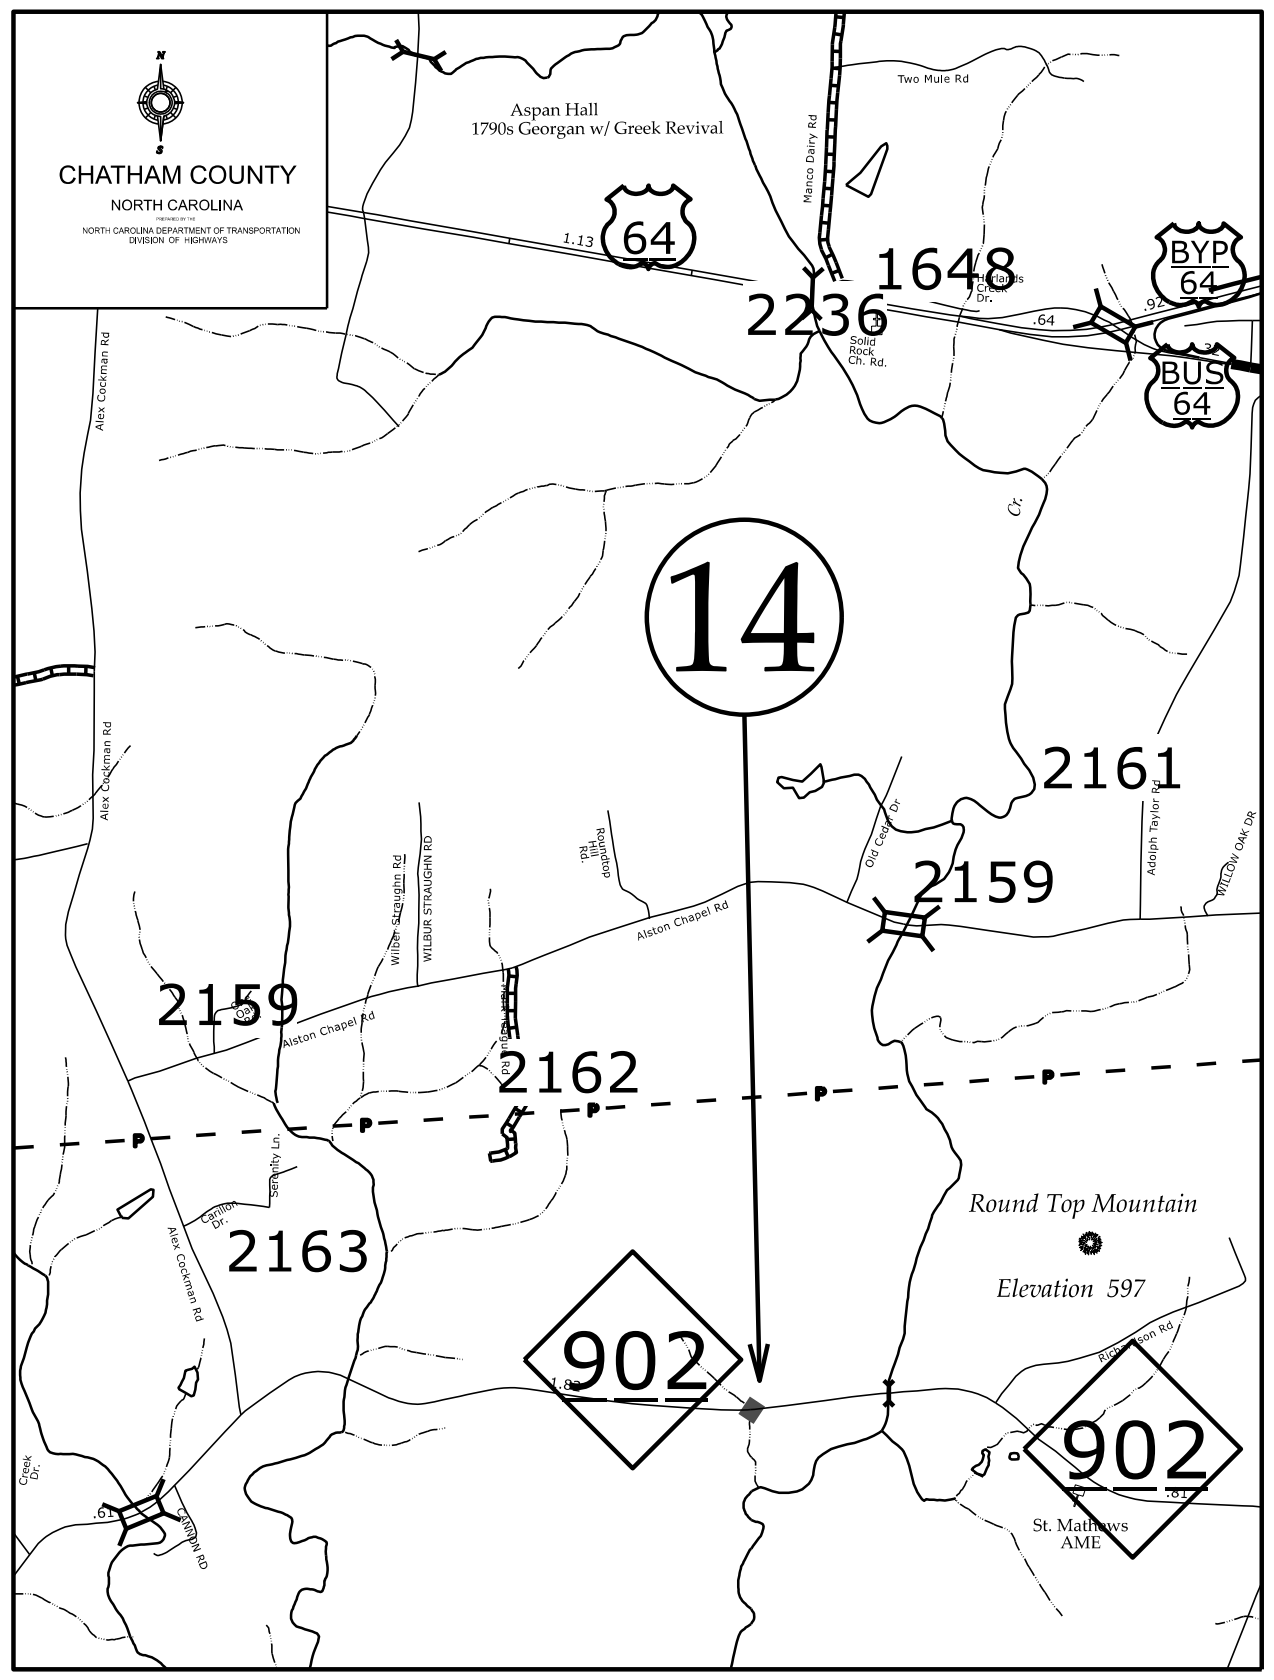 N
S
CHATHAM COUNTY
NORTH CAROLINA
PREPARED BY THE
NORTH CAROLINA DEPARTMENT OF TRANSPORTATION
DIVISION OF HIGHWAYS
Two Mule Rd
Aspan Hall
1790s Georgan w/ Greek Revival
Manco Dairy Rd
1.13
64
1648
Harlands
Creek
Dr.
BYP
64
.92
2236
.64
Solid
Rock
Ch. Rd.
.32
BUS
64
Alex Cockman Rd
Cr.
14
Alex Cockman Rd
2161
Adolph Taylor Rd
WILLOW OAK DR
Old Cedar Dr
Roundtop
Hill
Rd.
Wilber Straughn Rd
WILBUR STRAUGHN RD
2159
Alston Chapel Rd
2159
Alston Chapel Rd
2162
P
P
P
P
P
Serenity Ln.
Carillon
Dr.
2163
Alex Cockman Rd
Round Top Mountain
Elevation 597
Richardson Rd
902
1.82
902
.81
Creek
Dr.
.61
CANNON RD
St. Mathews
AME